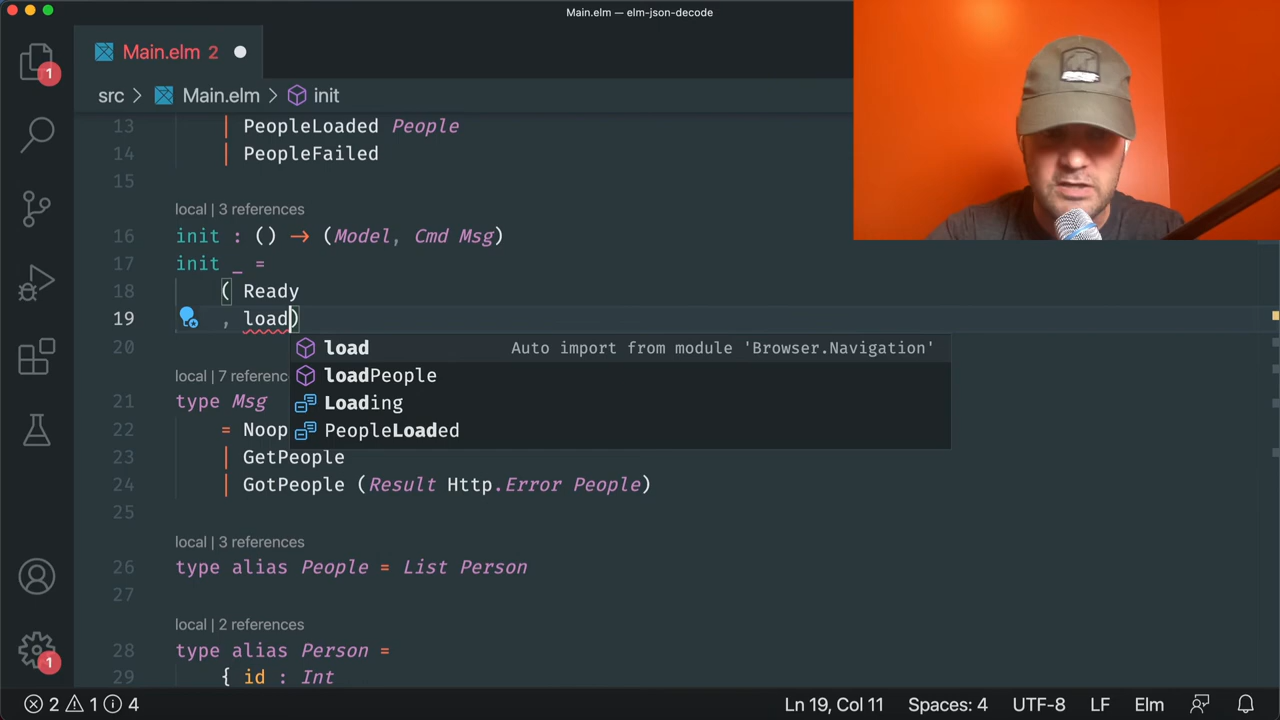 Main.elm — elm-json-decode
1
Main.elm 2
src > Main.elm > init
13 | PeopleLoaded People
14 | PeopleFailed
15
local | 3 references
16 init : () → (Model, Cmd Msg)
17 init _ =
18 ( Ready
19 , load)
load Auto import from module 'Browser.Navigation'
20
loadPeople
local | 7 referenc
21 type Msg
Loading
22 = Noop
PeopleLoaded
23 | GetPeople
24 | GotPeople (Result Http.Error People)
25
local | 3 references
26 type alias People = List Person
27
local | 2 references
28 type alias Person =
29 { id : Int
1
2 1 4 Ln 19, Col 11 Spaces: 4 UTF-8 LF Elm